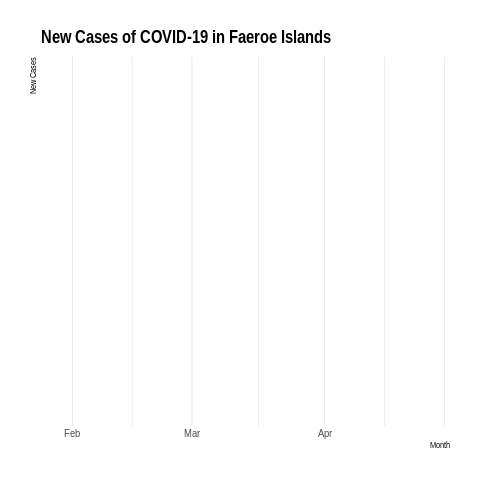 New Cases of COVID-19 in Faeroe Islands
New Cases
Feb Mar Apr
Month